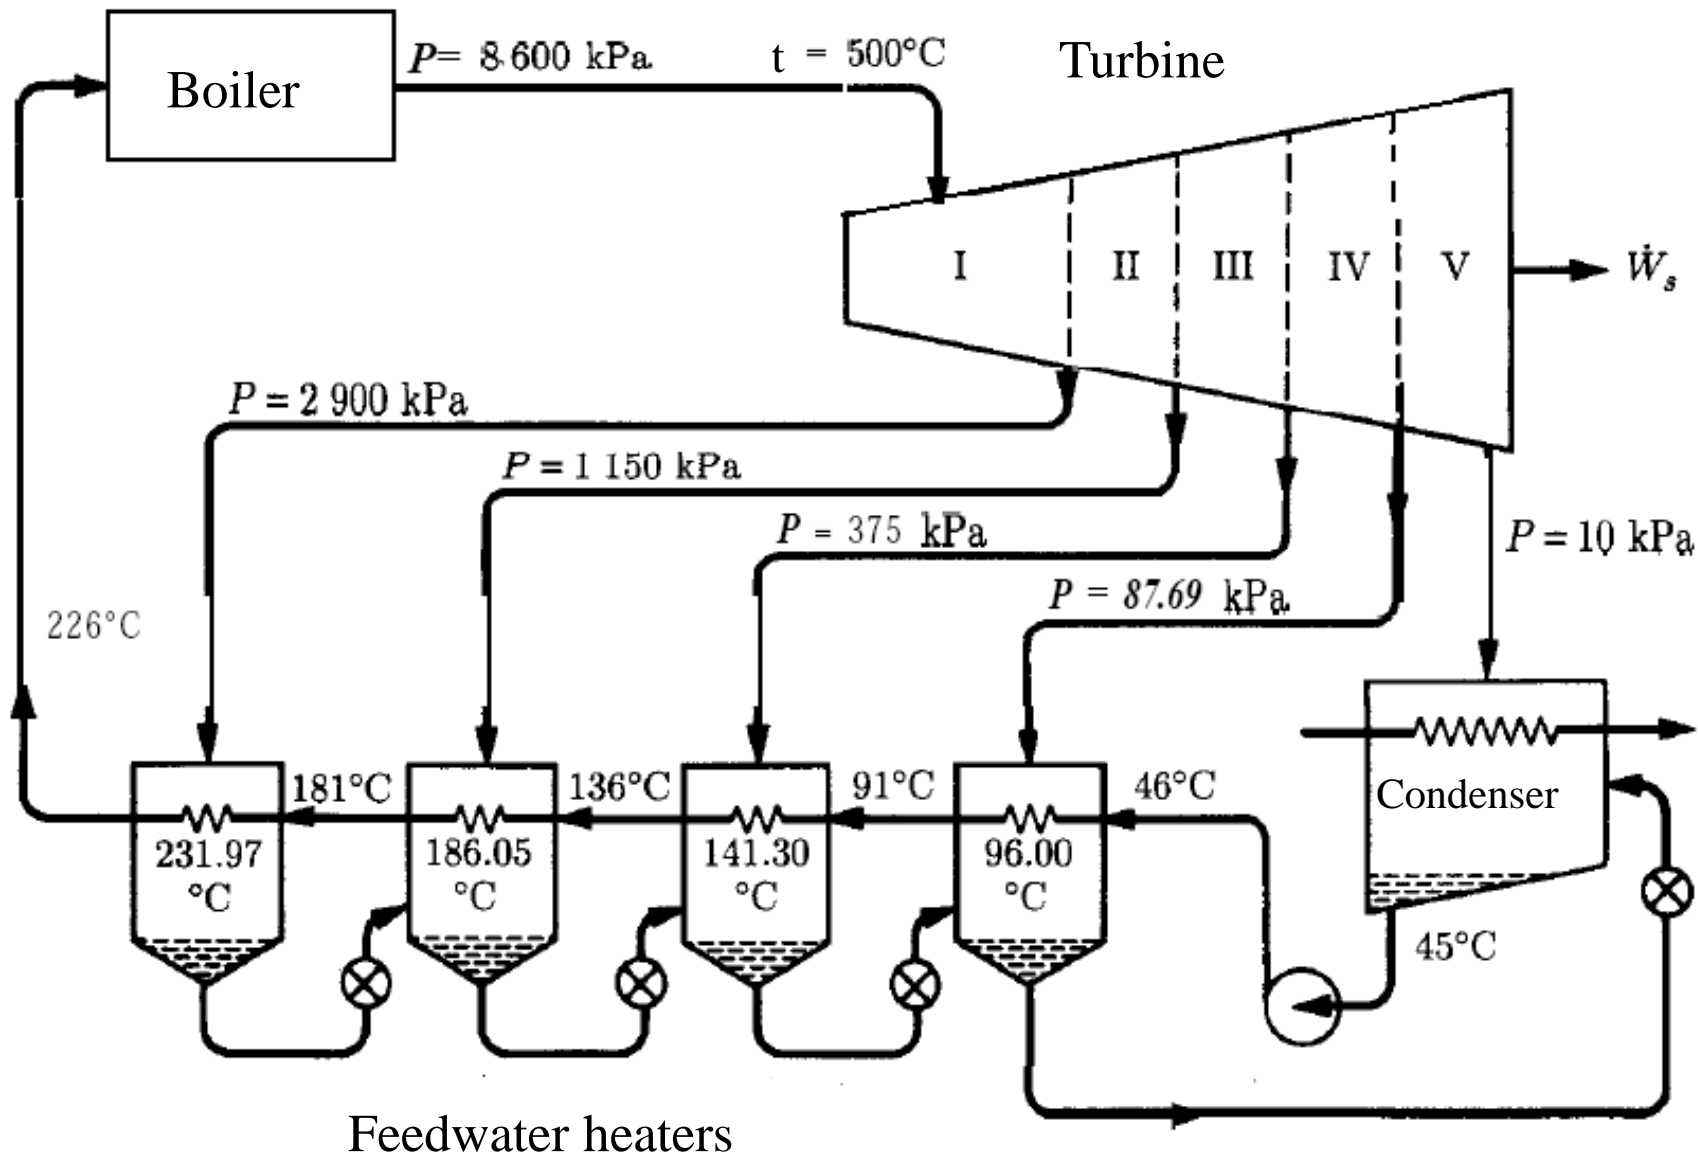 P= 8.600 kPa t = 500°C
Turbine
Boiler
I II III IV V
Ẇs
P = 2 900 kPa
P = 1 150 kPa
P = 375 kPa
P = 10 kPa
P = 87.69 kPa
226°C
181°C
136°C
91°C
46°C
Condenser
231.97
°C
186.05
°C
141.30
°C
96.00
°C
45°C
Feedwater heaters